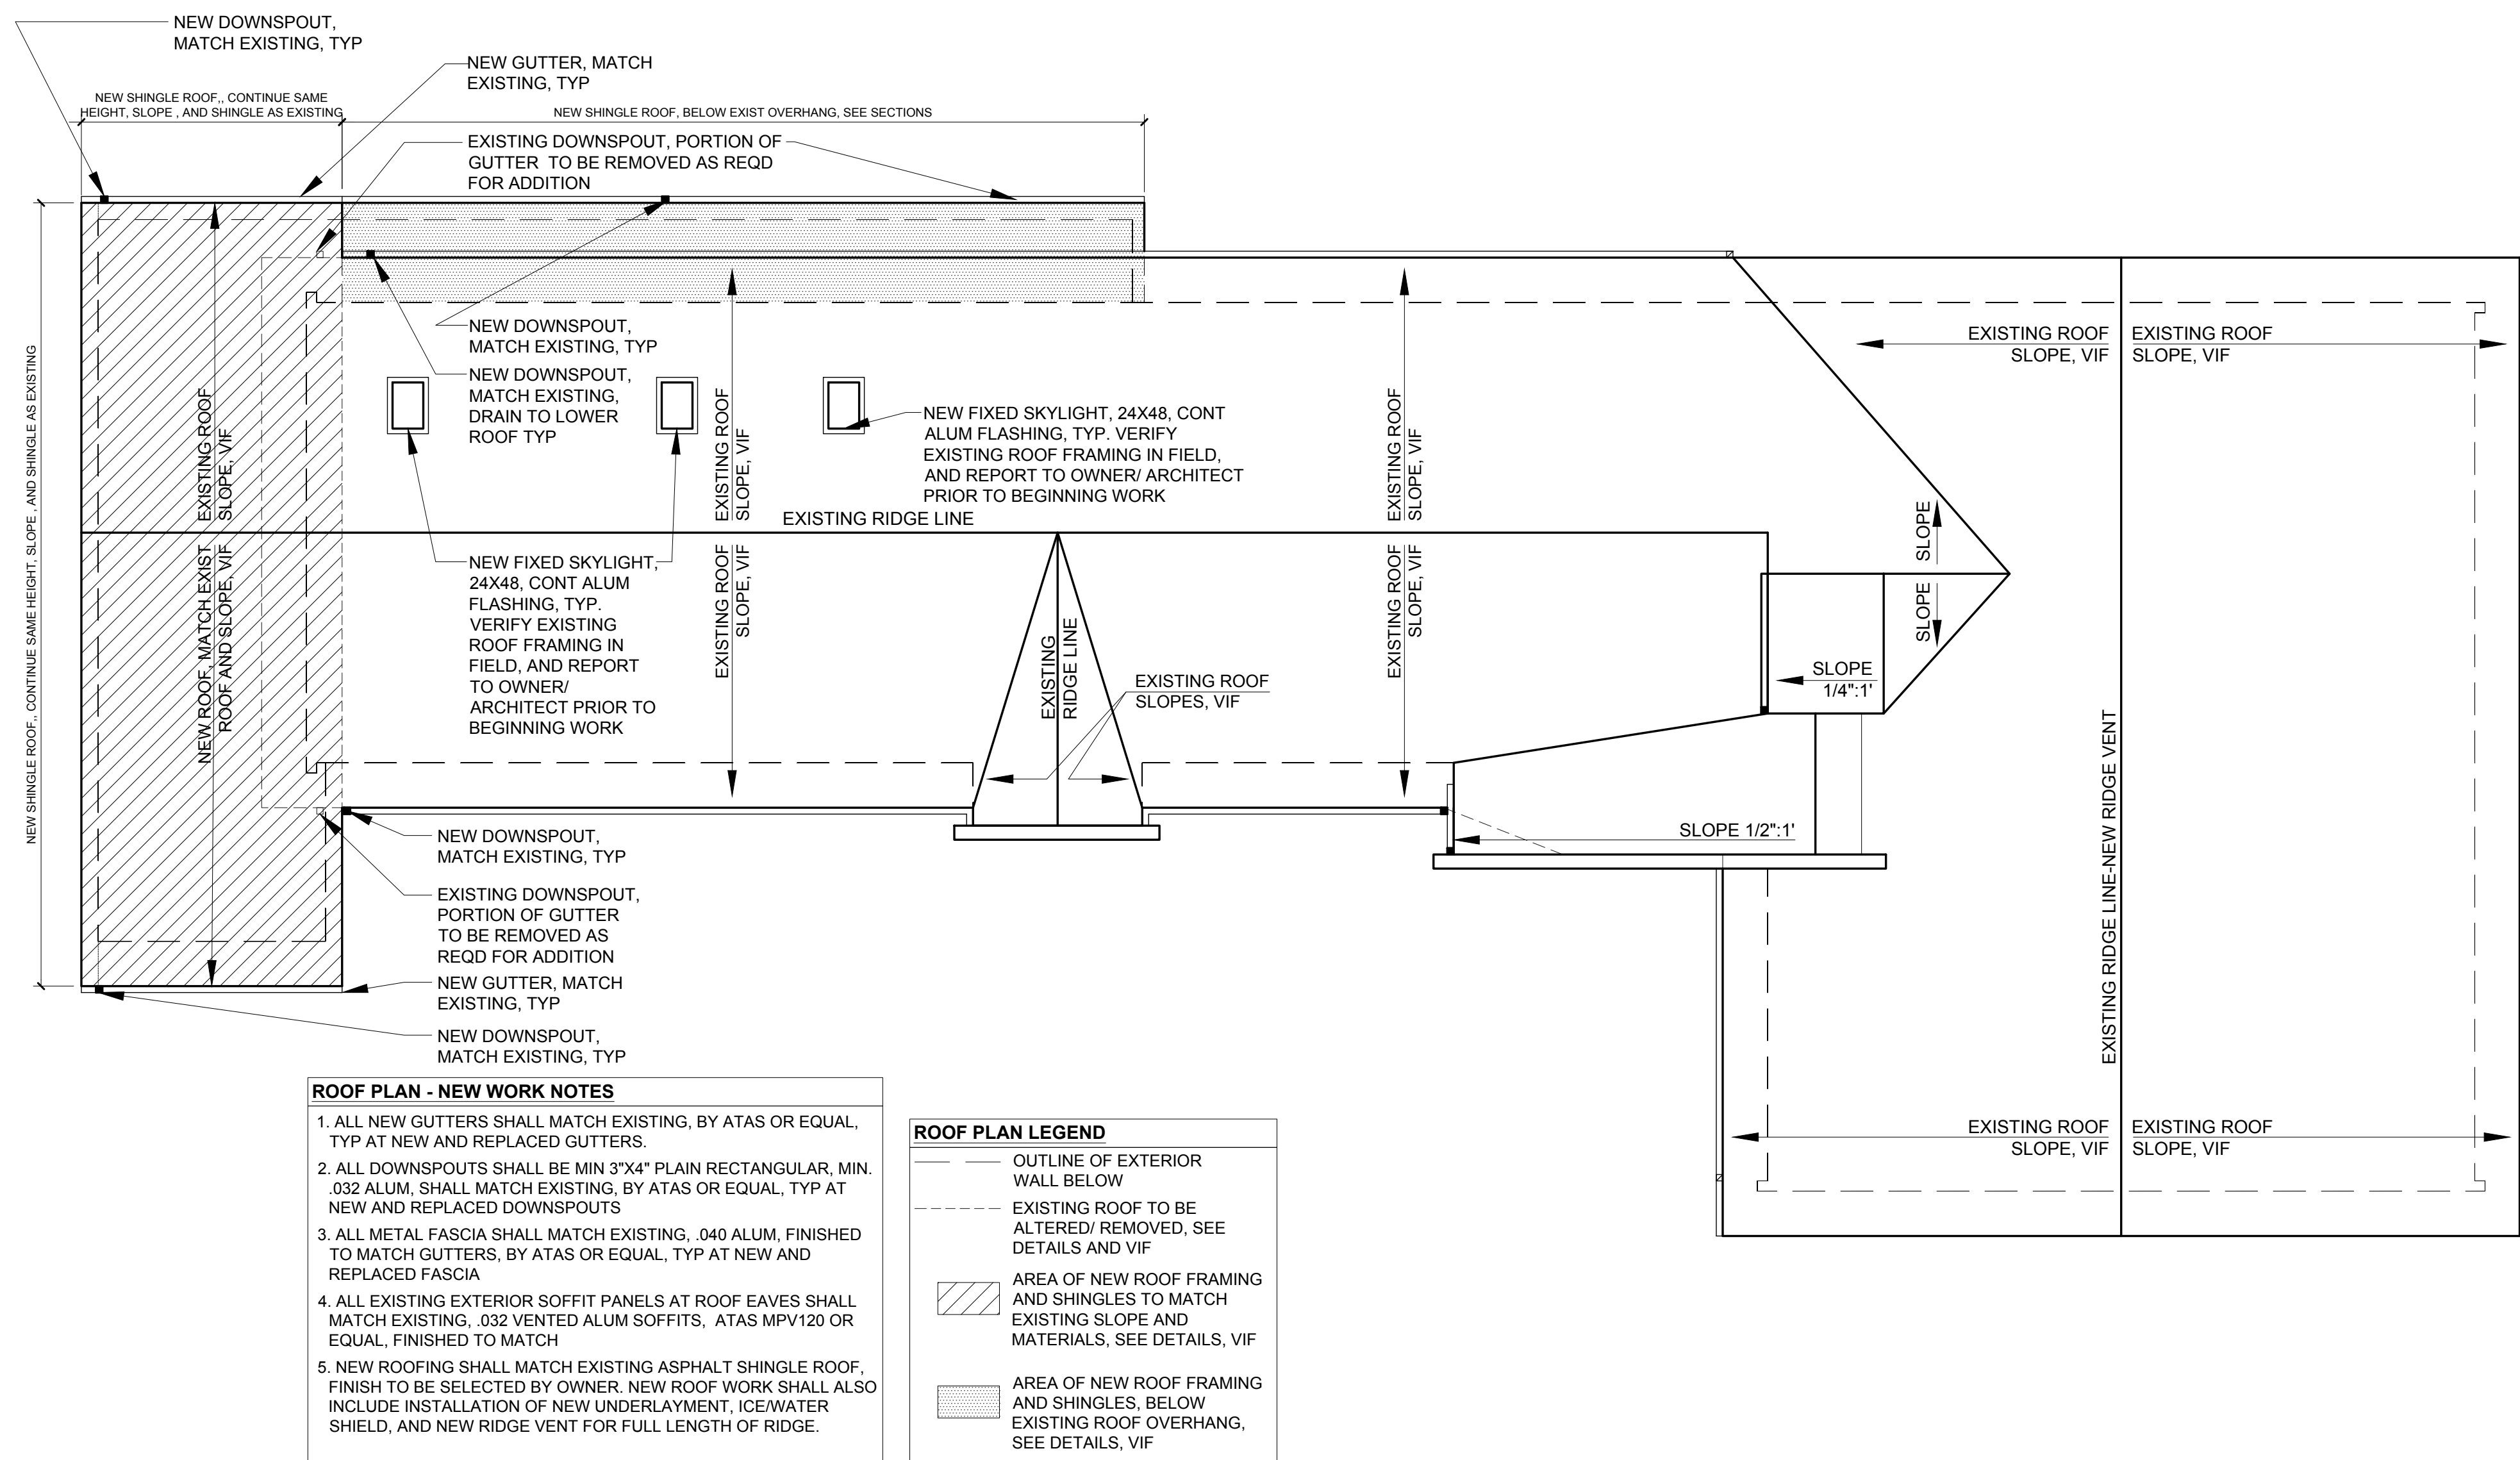 NEW DOWNSPOUT,
MATCH EXISTING, TYP
NEW GUTTER, MATCH
EXISTING, TYP
NEW SHINGLE ROOF,, CONTINUE SAME
HEIGHT, SLOPE , AND SHINGLE AS EXISTING
NEW SHINGLE ROOF, BELOW EXIST OVERHANG, SEE SECTIONS
EXISTING DOWNSPOUT, PORTION OF
GUTTER TO BE REMOVED AS REQD
FOR ADDITION
NEW SHINGLE ROOF,, CONTINUE SAME HEIGHT, SLOPE , AND SHINGLE AS EXISTING
EXISTING ROOF
SLOPE, VIF
NEW ROOF, MATCH EXIST
ROOF AND SLOPE, VIF
NEW DOWNSPOUT,
MATCH EXISTING, TYP
NEW DOWNSPOUT,
MATCH EXISTING,
DRAIN TO LOWER
ROOF TYP
EXISTING ROOF
SLOPE, VIF
NEW FIXED SKYLIGHT, 24X48, CONT
ALUM FLASHING, TYP. VERIFY
EXISTING ROOF FRAMING IN FIELD,
AND REPORT TO OWNER/ ARCHITECT
PRIOR TO BEGINNING WORK
EXISTING ROOF
SLOPE, VIF
EXISTING ROOF
SLOPE, VIF
EXISTING ROOF
SLOPE, VIF
EXISTING RIDGE LINE
NEW FIXED SKYLIGHT,
24X48, CONT ALUM
FLASHING, TYP.
VERIFY EXISTING
ROOF FRAMING IN
FIELD, AND REPORT
TO OWNER/
ARCHITECT PRIOR TO
BEGINNING WORK
EXISTING ROOF
SLOPE, VIF
EXISTING
RIDGE LINE
EXISTING ROOF
SLOPES, VIF
EXISTING ROOF
SLOPE, VIF
SLOPE
SLOPE
SLOPE
1/4":1'
SLOPE 1/2":1'
EXISTING RIDGE LINE-NEW RIDGE VENT
NEW DOWNSPOUT,
MATCH EXISTING, TYP
EXISTING DOWNSPOUT,
PORTION OF GUTTER
TO BE REMOVED AS
REQD FOR ADDITION
NEW GUTTER, MATCH
EXISTING, TYP
NEW DOWNSPOUT,
MATCH EXISTING, TYP
EXISTING ROOF
SLOPE, VIF
EXISTING ROOF
SLOPE, VIF
ROOF PLAN - NEW WORK NOTES
1. ALL NEW GUTTERS SHALL MATCH EXISTING, BY ATAS OR EQUAL,
TYP AT NEW AND REPLACED GUTTERS.
2. ALL DOWNSPOUTS SHALL BE MIN 3"X4" PLAIN RECTANGULAR, MIN.
.032 ALUM, SHALL MATCH EXISTING, BY ATAS OR EQUAL, TYP AT
NEW AND REPLACED DOWNSPOUTS
3. ALL METAL FASCIA SHALL MATCH EXISTING, .040 ALUM, FINISHED
TO MATCH GUTTERS, BY ATAS OR EQUAL, TYP AT NEW AND
REPLACED FASCIA
4. ALL EXISTING EXTERIOR SOFFIT PANELS AT ROOF EAVES SHALL
MATCH EXISTING, .032 VENTED ALUM SOFFITS, ATAS MPV120 OR
EQUAL, FINISHED TO MATCH
5. NEW ROOFING SHALL MATCH EXISTING ASPHALT SHINGLE ROOF,
FINISH TO BE SELECTED BY OWNER. NEW ROOF WORK SHALL ALSO
INCLUDE INSTALLATION OF NEW UNDERLAYMENT, ICE/WATER
SHIELD, AND NEW RIDGE VENT FOR FULL LENGTH OF RIDGE.
ROOF PLAN LEGEND
OUTLINE OF EXTERIOR
WALL BELOW
EXISTING ROOF TO BE
ALTERED/ REMOVED, SEE
DETAILS AND VIF
AREA OF NEW ROOF FRAMING
AND SHINGLES TO MATCH
EXISTING SLOPE AND
MATERIALS, SEE DETAILS, VIF
AREA OF NEW ROOF FRAMING
AND SHINGLES, BELOW
EXISTING ROOF OVERHANG,
SEE DETAILS, VIF